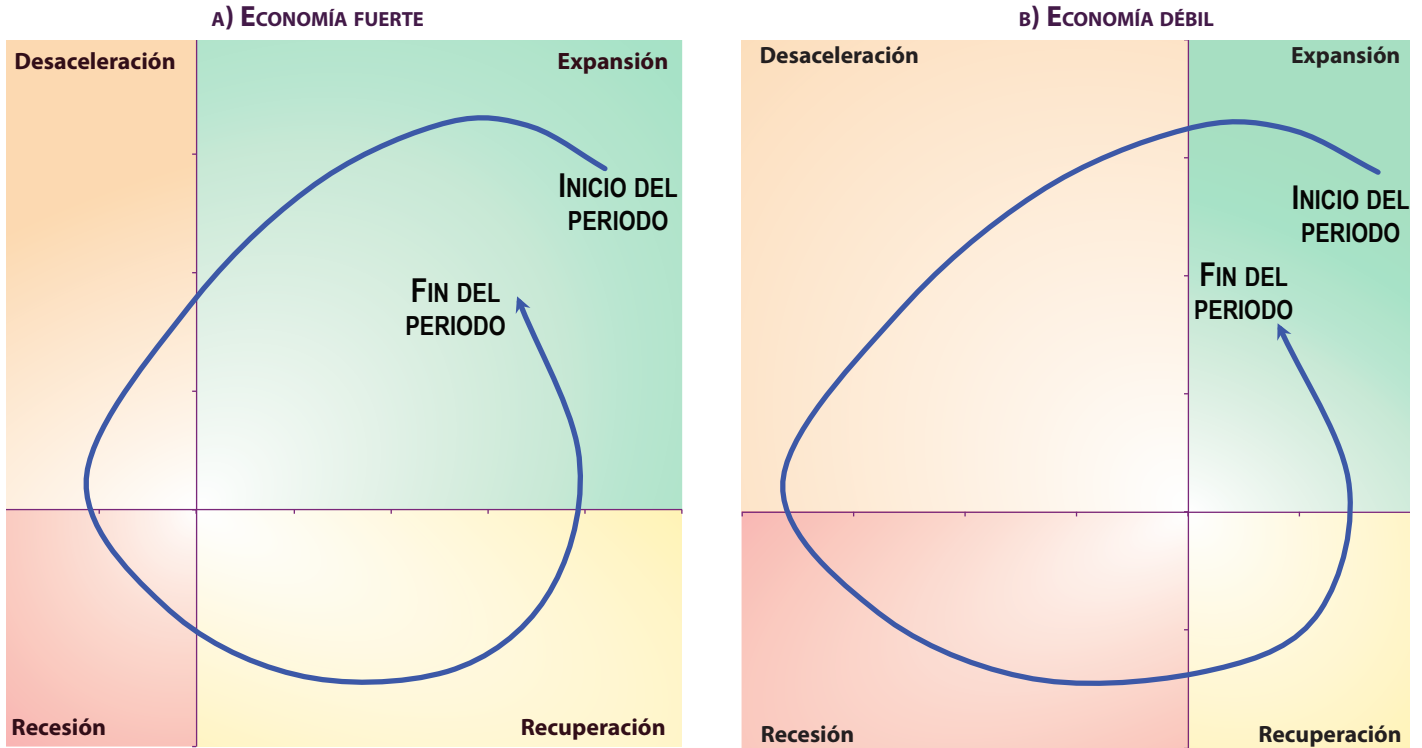 A) ECONOMÍA FUERTE
Desaceleración
Expansión
INICIO DEL
PERIODO
FIN DEL
PERIODO
Recesión
Recuperación
B) ECONOMÍA DÉBIL
Desaceleración
Expansión
INICIO DEL
PERIODO
FIN DEL
PERIODO
Recesión
Recuperación